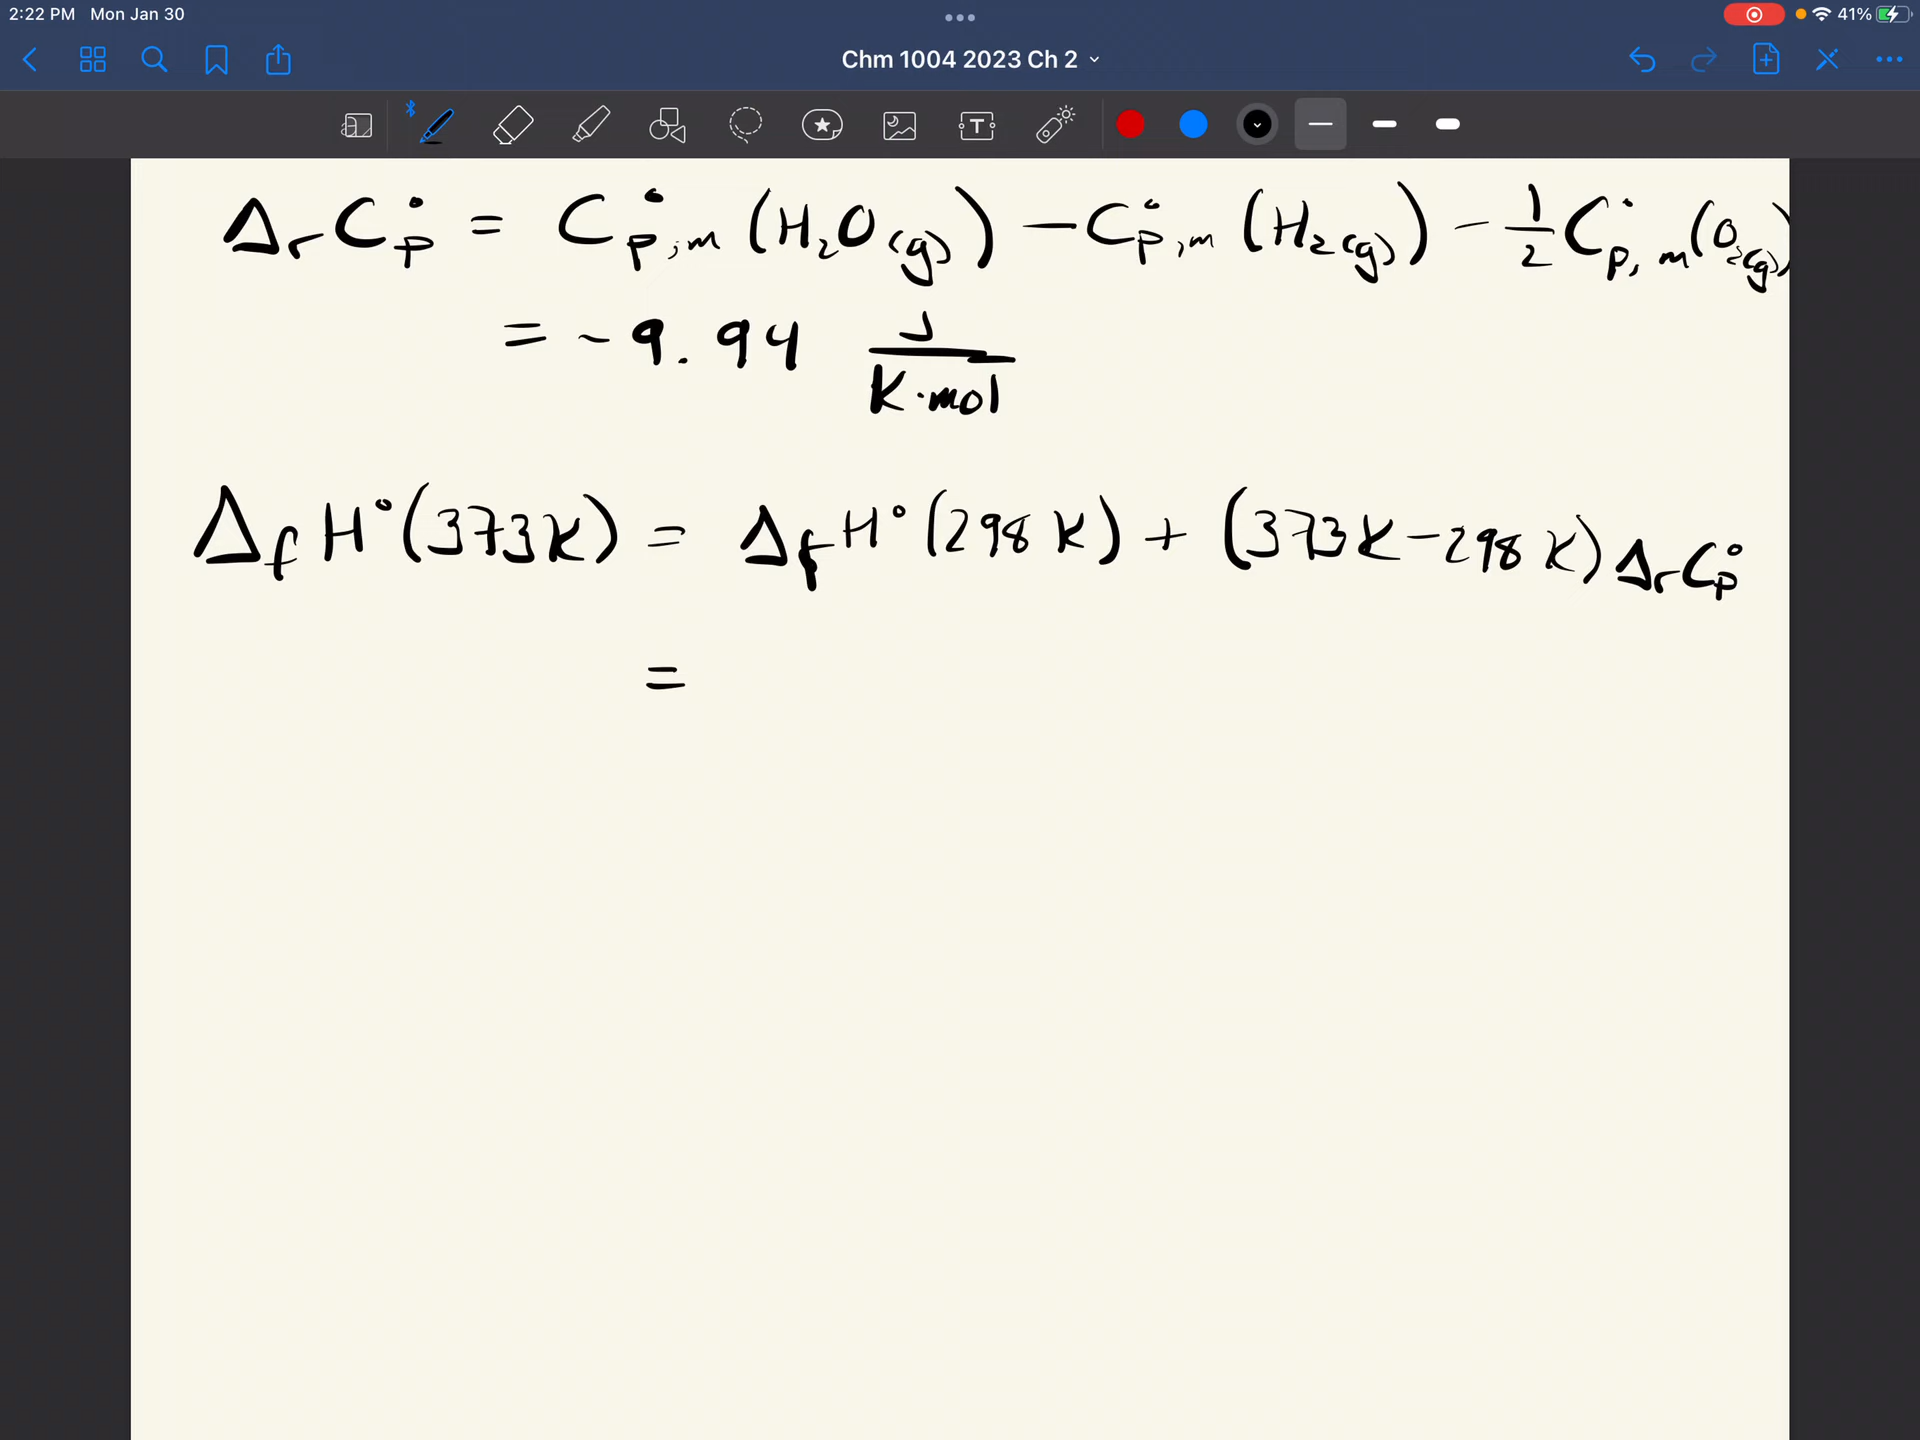 2:22 PM Mon Jan 30
41%
Chm 1004 2023 Ch 2
T
ΔrC°p = C°p,m (H₂O(g)) − C°p,m (H₂(g)) − 1/2 C°p,m (O₂(g))
= -9.94 J/K·mol
ΔfH°(373K) = ΔfH°(298 K) + (373K − 298 K) ΔrC°p
=